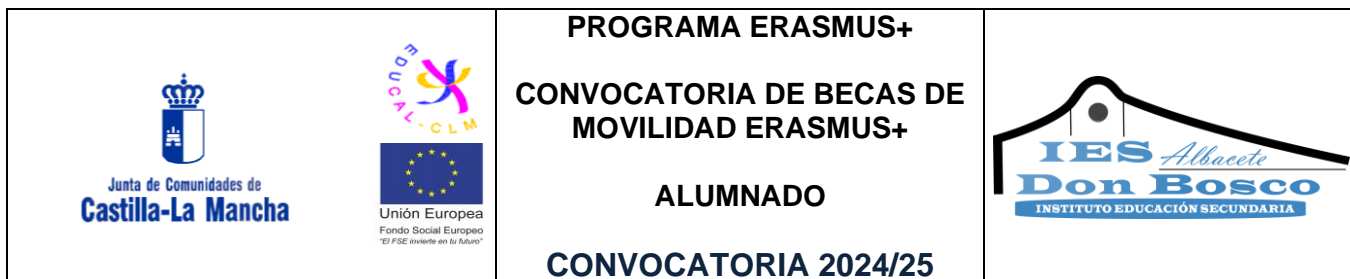 Junta de Comunidades de
Castilla-La Mancha
EDUCAL-CLM
Unión Europea
Fondo Social Europeo
"El FSE invierte en tu futuro"
PROGRAMA ERASMUS+
CONVOCATORIA DE BECAS DE
MOVILIDAD ERASMUS+
ALUMNADO
CONVOCATORIA 2024/25
IES Albacete
Don Bosco
INSTITUTO EDUCACIÓN SECUNDARIA